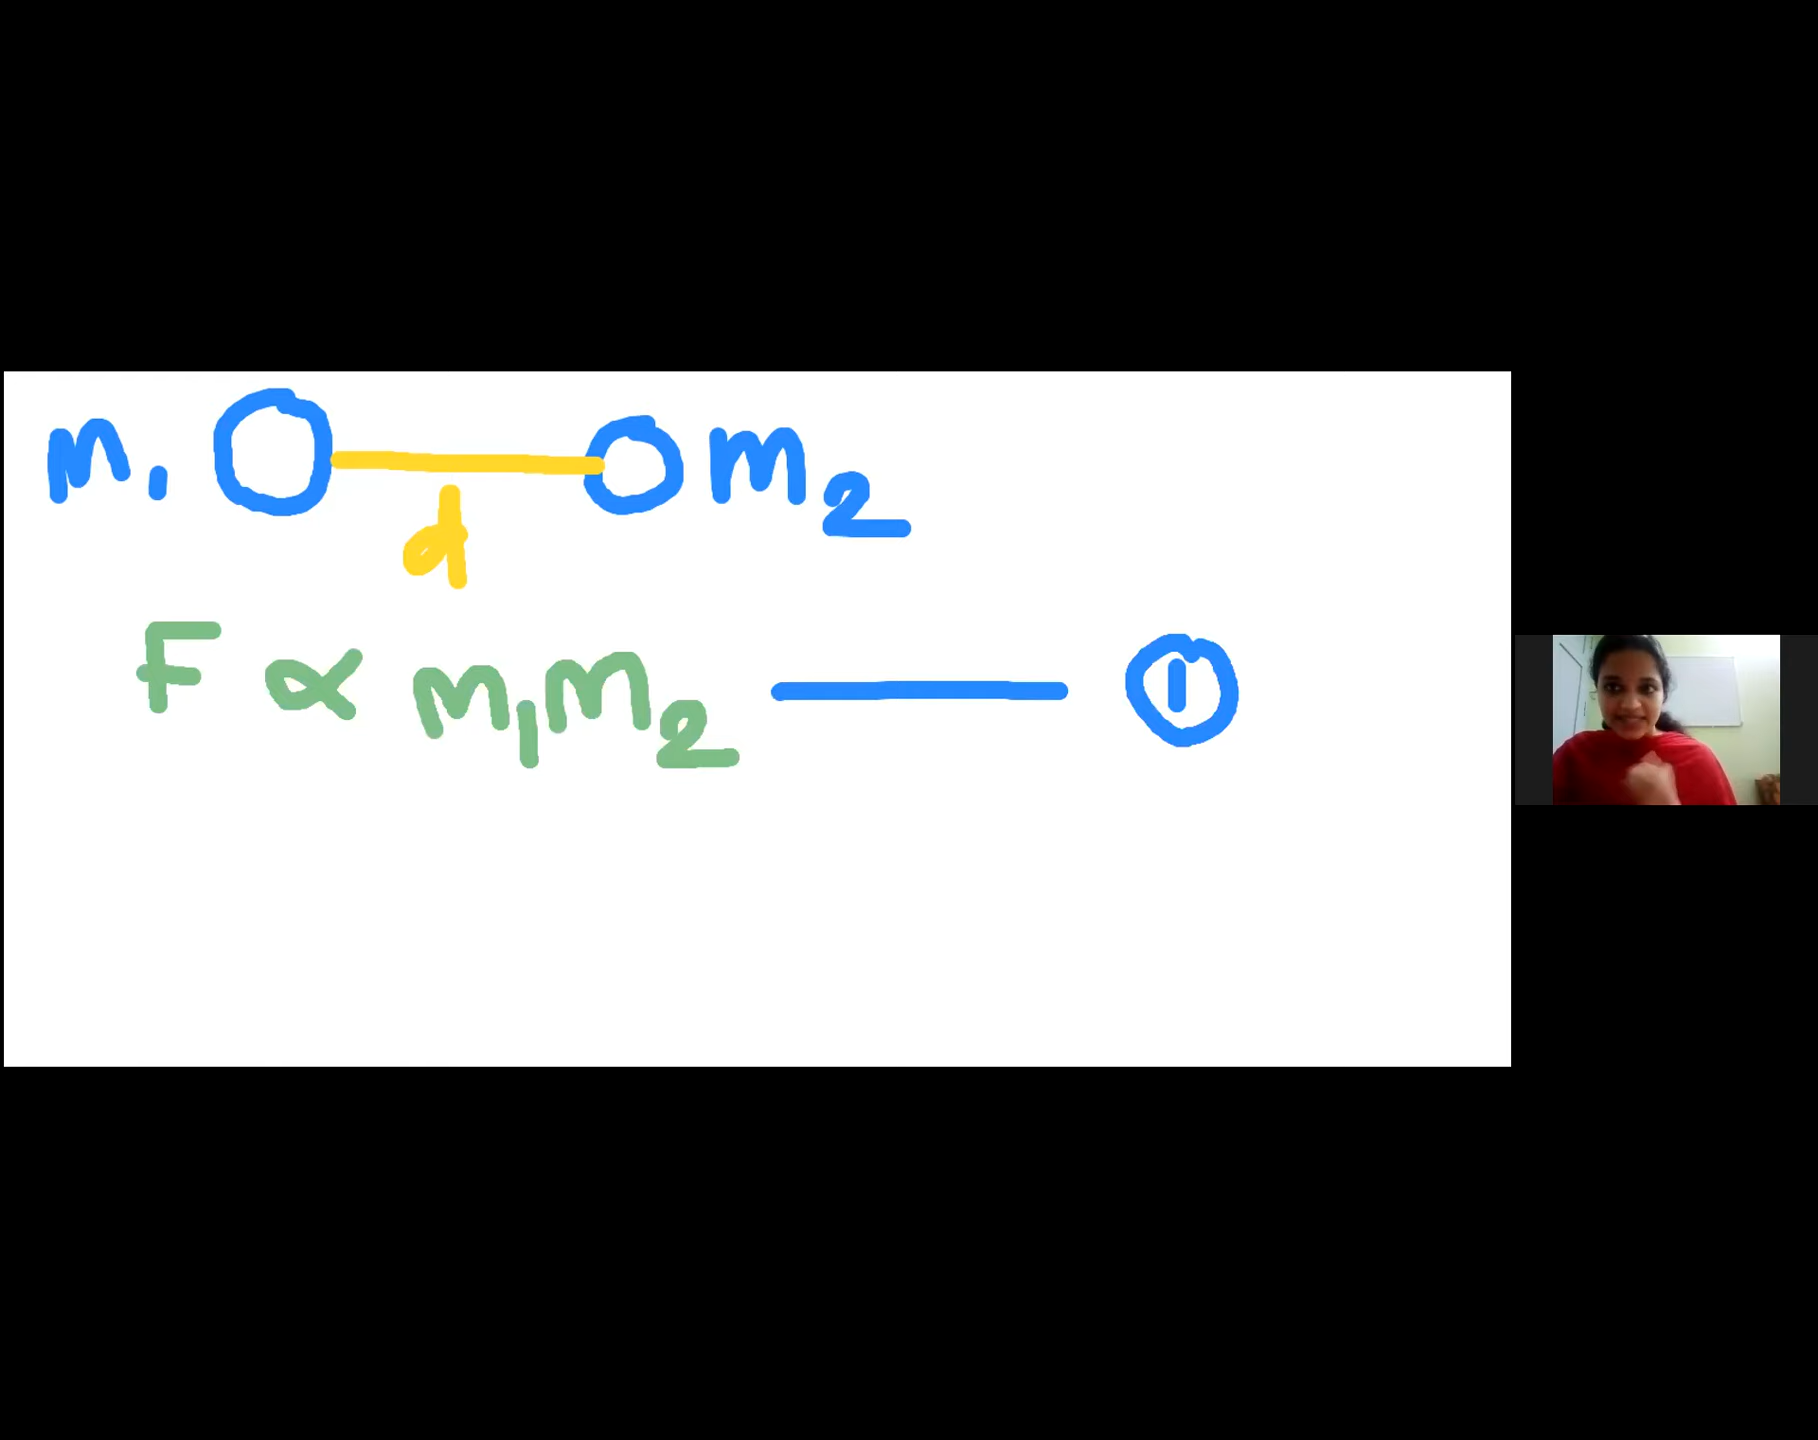 m₁ m₂
d
F ∝ m₁m₂ — ①